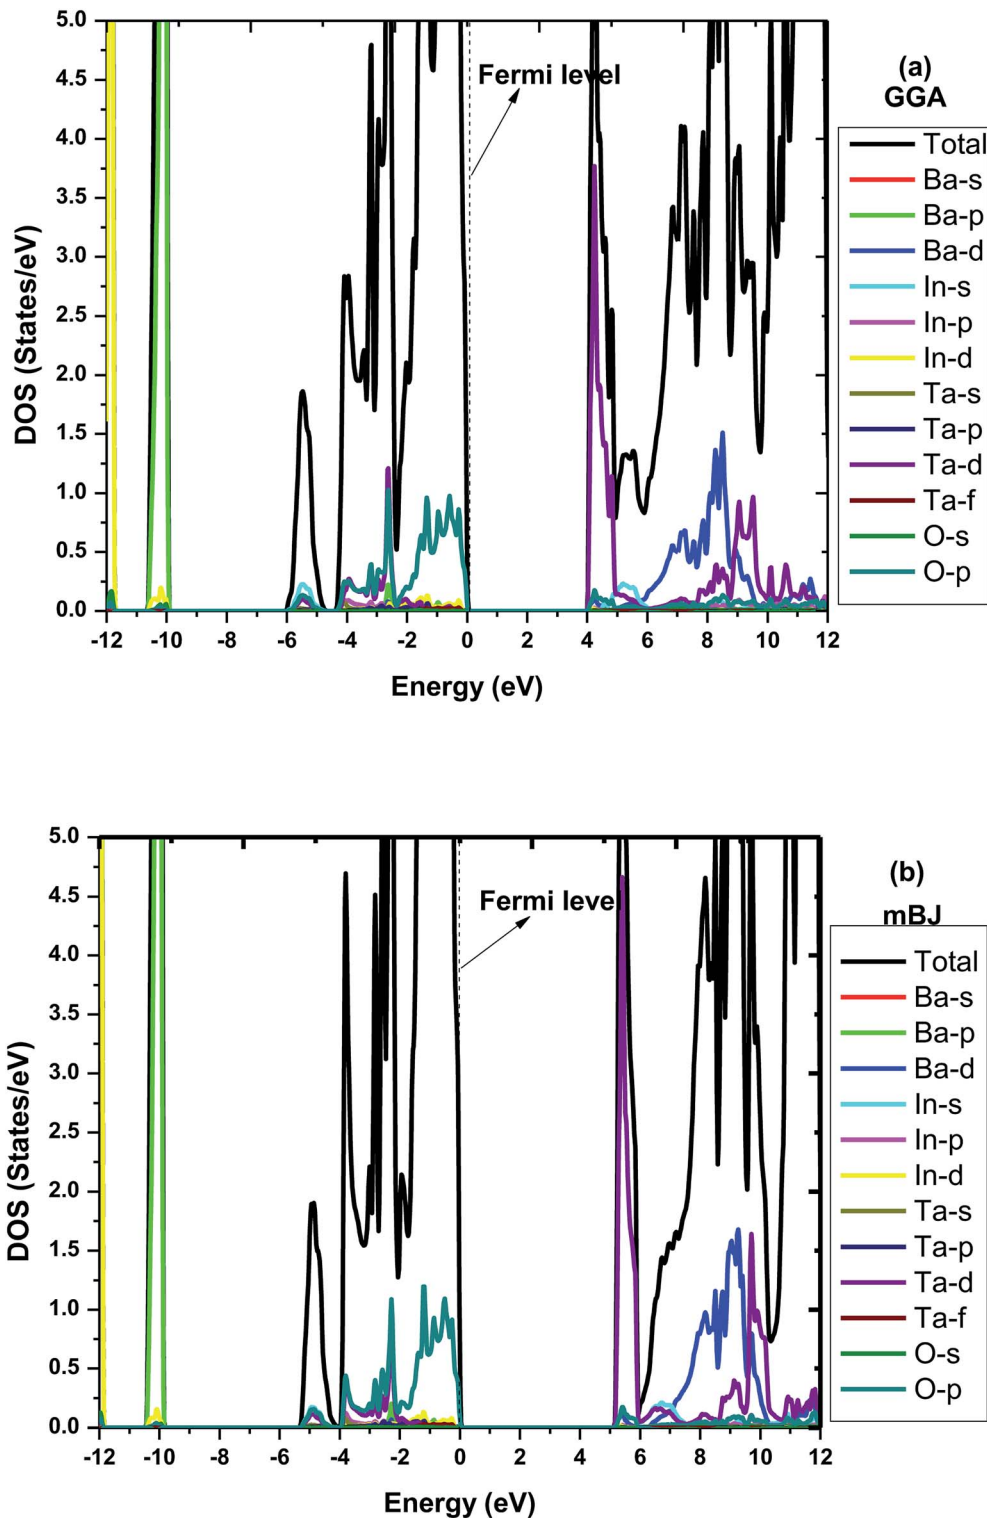 5.0
4.5
4.0
3.5
3.0
2.5
2.0
1.5
1.0
0.5
0.0
DOS (States/eV)
Fermi level
-12 -10 -6 -4 -2 0 2 4 6 8 10 12
Energy (eV)
(a)
GGA
Total
Ba-s
Ba-p
Ba-d
In-s
In-p
In-d
Ta-s
Ta-p
Ta-d
Ta-f
O-s
O-p
5.0
4.5
4.0
3.5
3.0
2.5
2.0
1.5
1.0
0.5
0.0
DOS (States/eV)
Fermi level
-12 -10 -8 -6 -4 -2 0 2 4 6 8 10 12
Energy (eV)
(b)
mBJ
Total
Ba-s
Ba-p
Ba-d
In-s
In-p
In-d
Ta-s
Ta-p
Ta-d
Ta-f
O-s
O-p